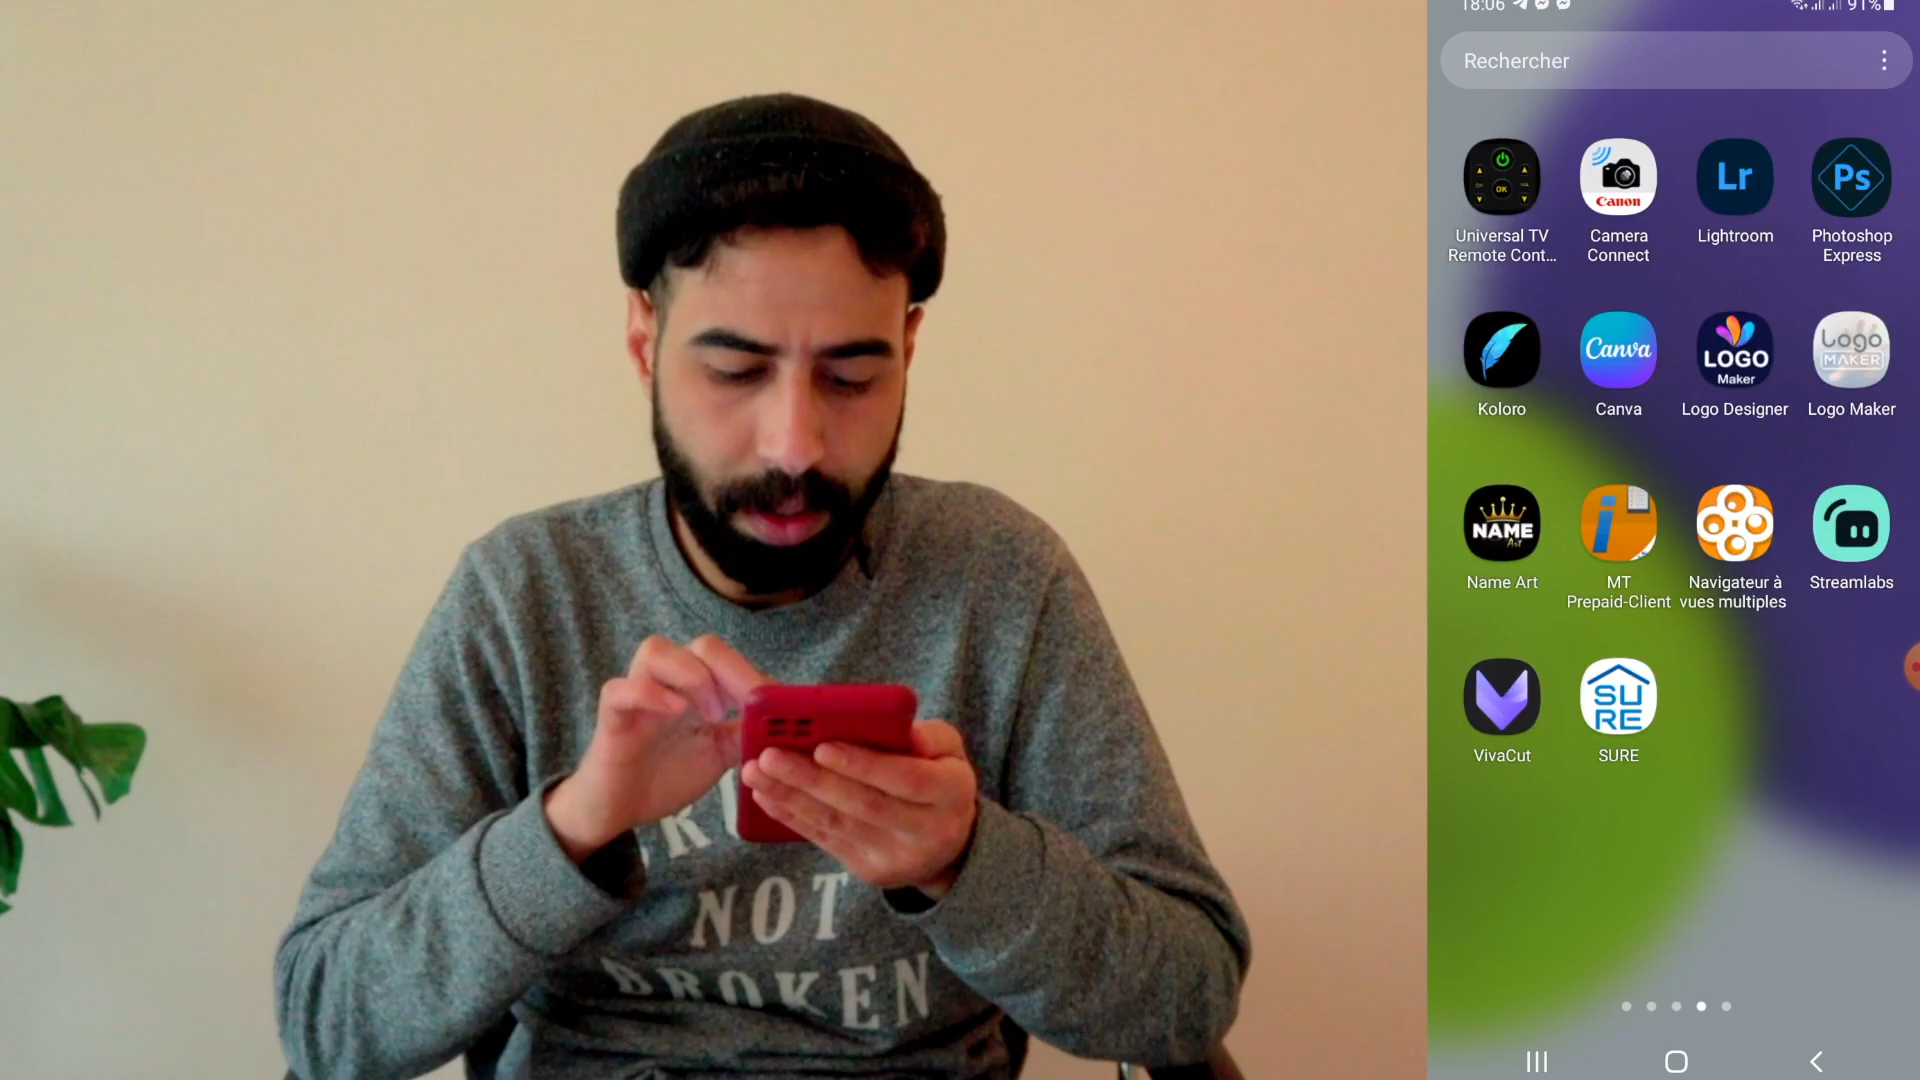 18:06
91%
Rechercher
OK
Canon
Lr
Ps
Universal TV
Remote Cont...
Camera
Connect
Lightroom
Photoshop
Express
Canva
LOGO
Maker
Logo
MAKER
Koloro
Canva
Logo Designer
Logo Maker
NAME
Art
i
Name Art
MT
Prepaid-Client
Navigateur à
vues multiples
Streamlabs
SU
RE
VivaCut
SURE
NOT
BROKEN